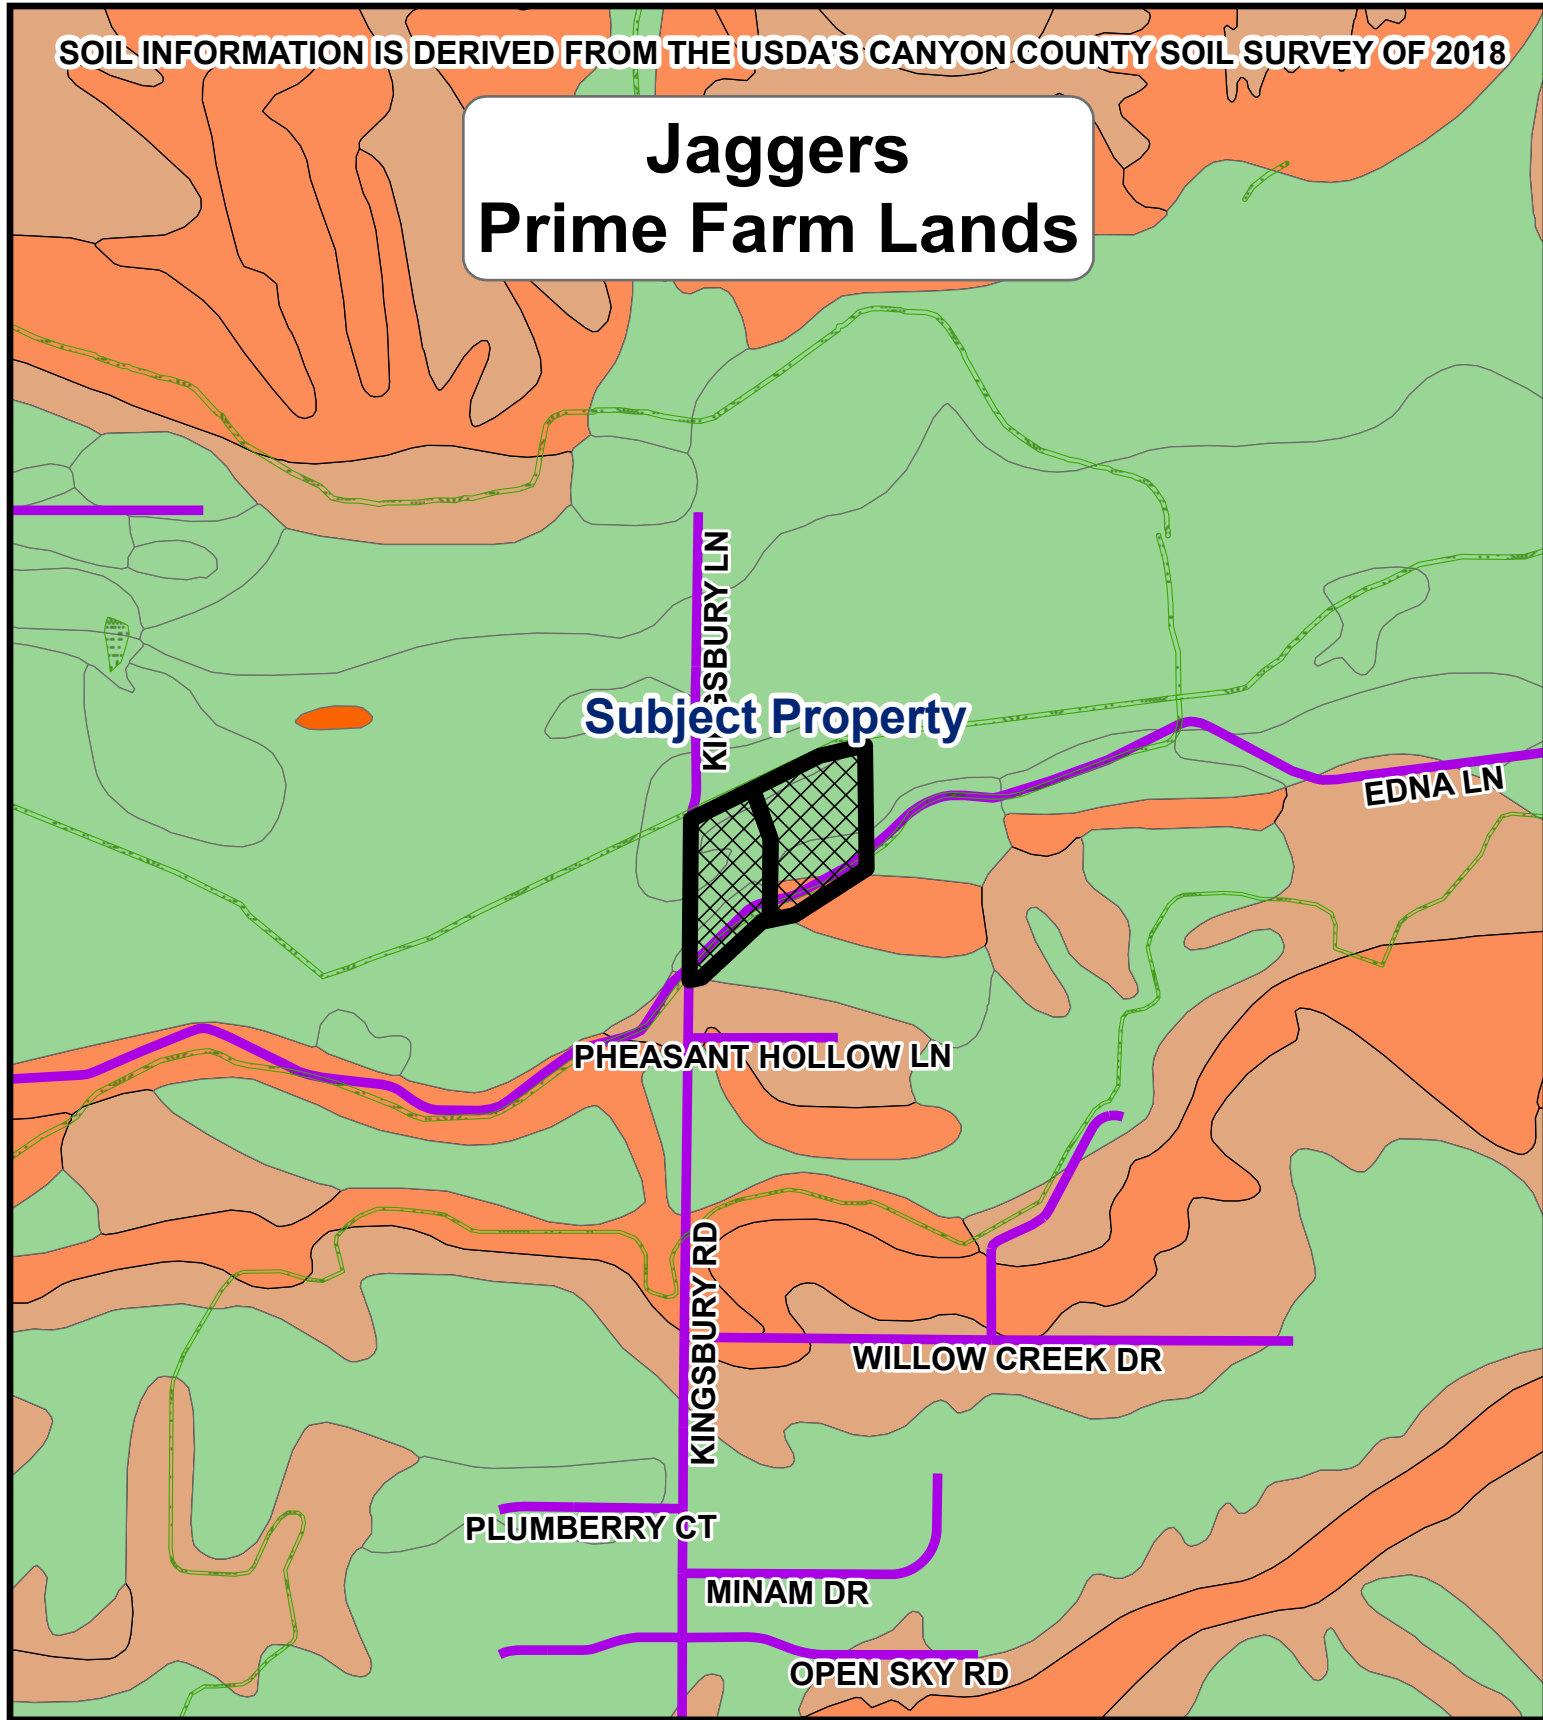 SOIL INFORMATION IS DERIVED FROM THE USDA'S CANYON COUNTY SOIL SURVEY OF 2018
Jaggers
Prime Farm Lands
KINGSBURY LN
Subject Property
EDNA LN
PHEASANT HOLLOW LN
KINGSBURY RD
WILLOW CREEK DR
PLUMBERRY CT
MINAM DR
OPEN SKY RD